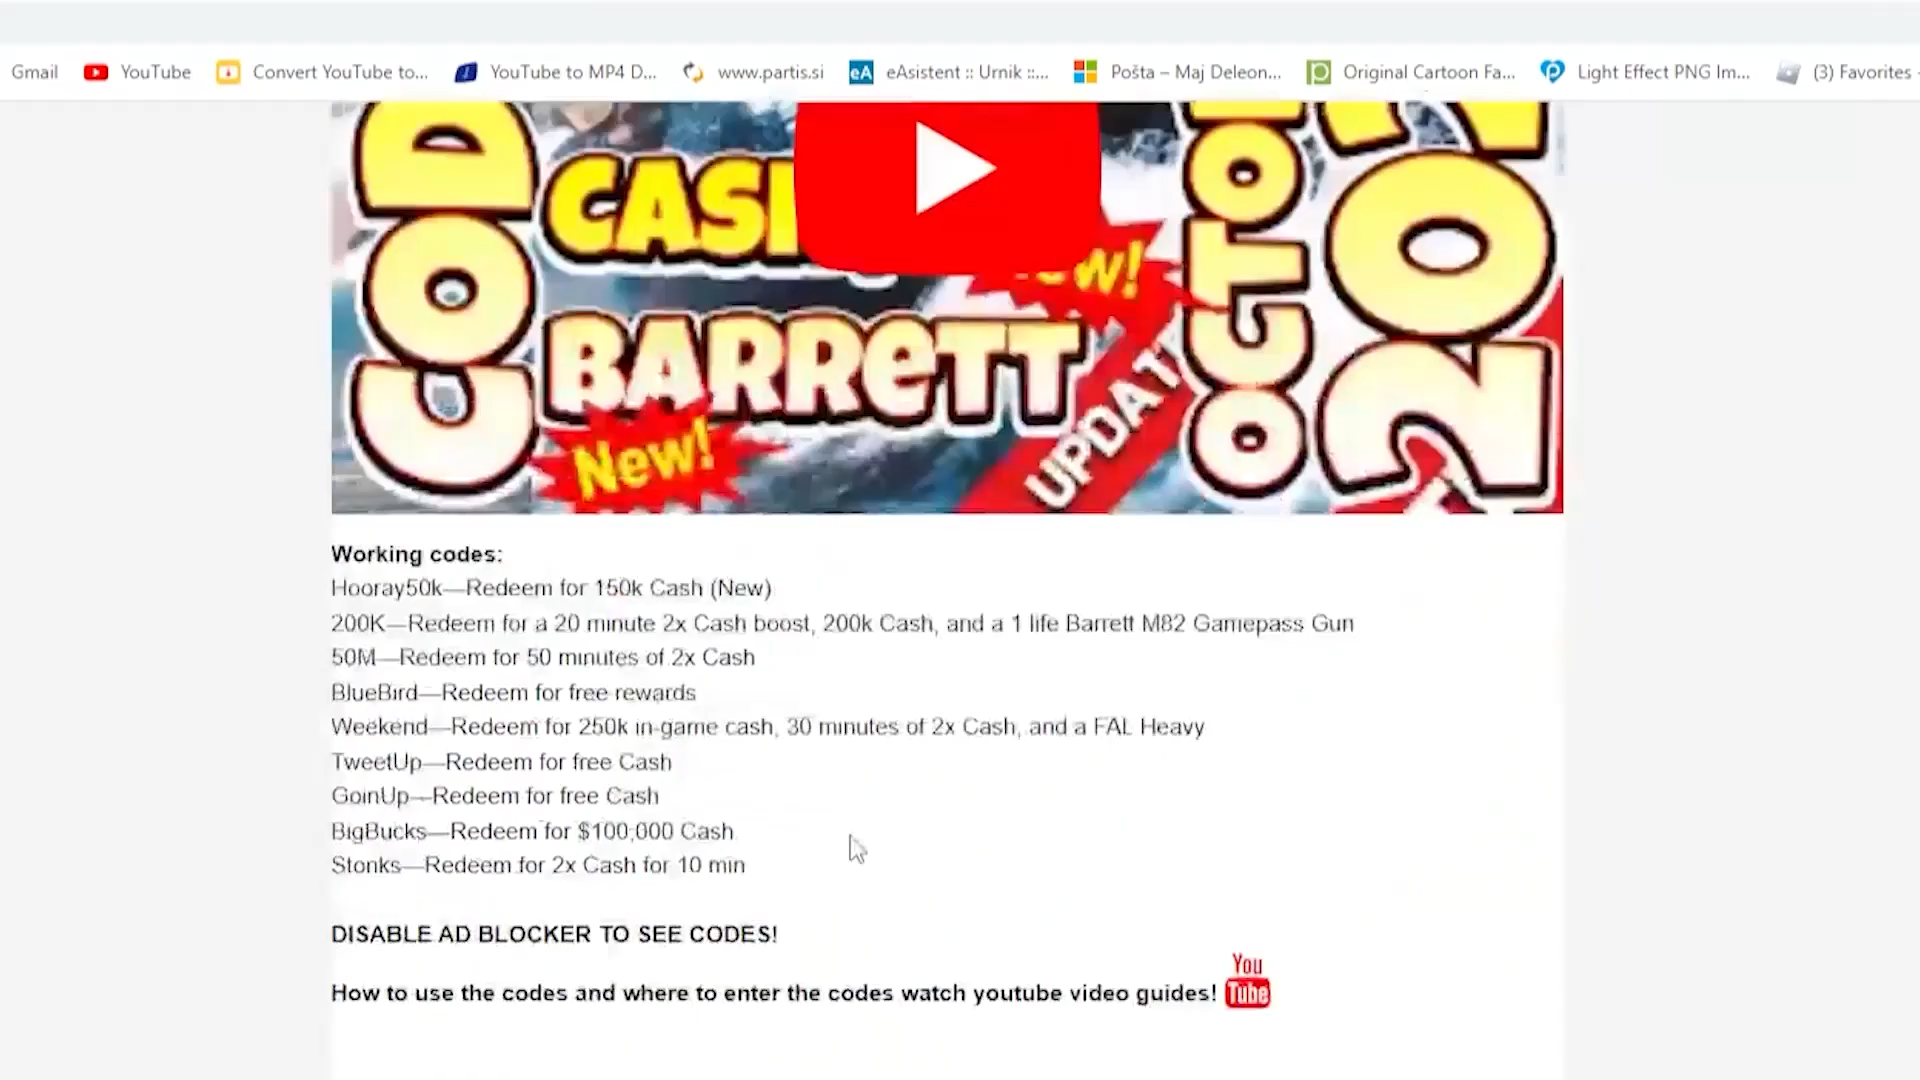 Gmail YouTube Convert YouTube to... YouTube to MP4 D... www.partis.si eAsistent :: Urnik ::... Pošta – Maj Deleon... Original Cartoon Fa... Light Effect PNG Im... (3) Favorites
COD
CASH
BARRETT
New!
UPDAT
OCTO
202
Working codes:
Hooray50k—Redeem for 150k Cash (New)
200K—Redeem for a 20 minute 2x Cash boost, 200k Cash, and a 1 life Barrett M82 Gamepass Gun
50M—Redeem for 50 minutes of 2x Cash
BlueBird—Redeem for free rewards
Weekend—Redeem for 250k in-game cash, 30 minutes of 2x Cash, and a FAL Heavy
TweetUp—Redeem for free Cash
GoinUp—Redeem for free Cash
BigBucks—Redeem for $100,000 Cash
Stonks—Redeem for 2x Cash for 10 min
DISABLE AD BLOCKER TO SEE CODES!
How to use the codes and where to enter the codes watch youtube video guides! You Tube